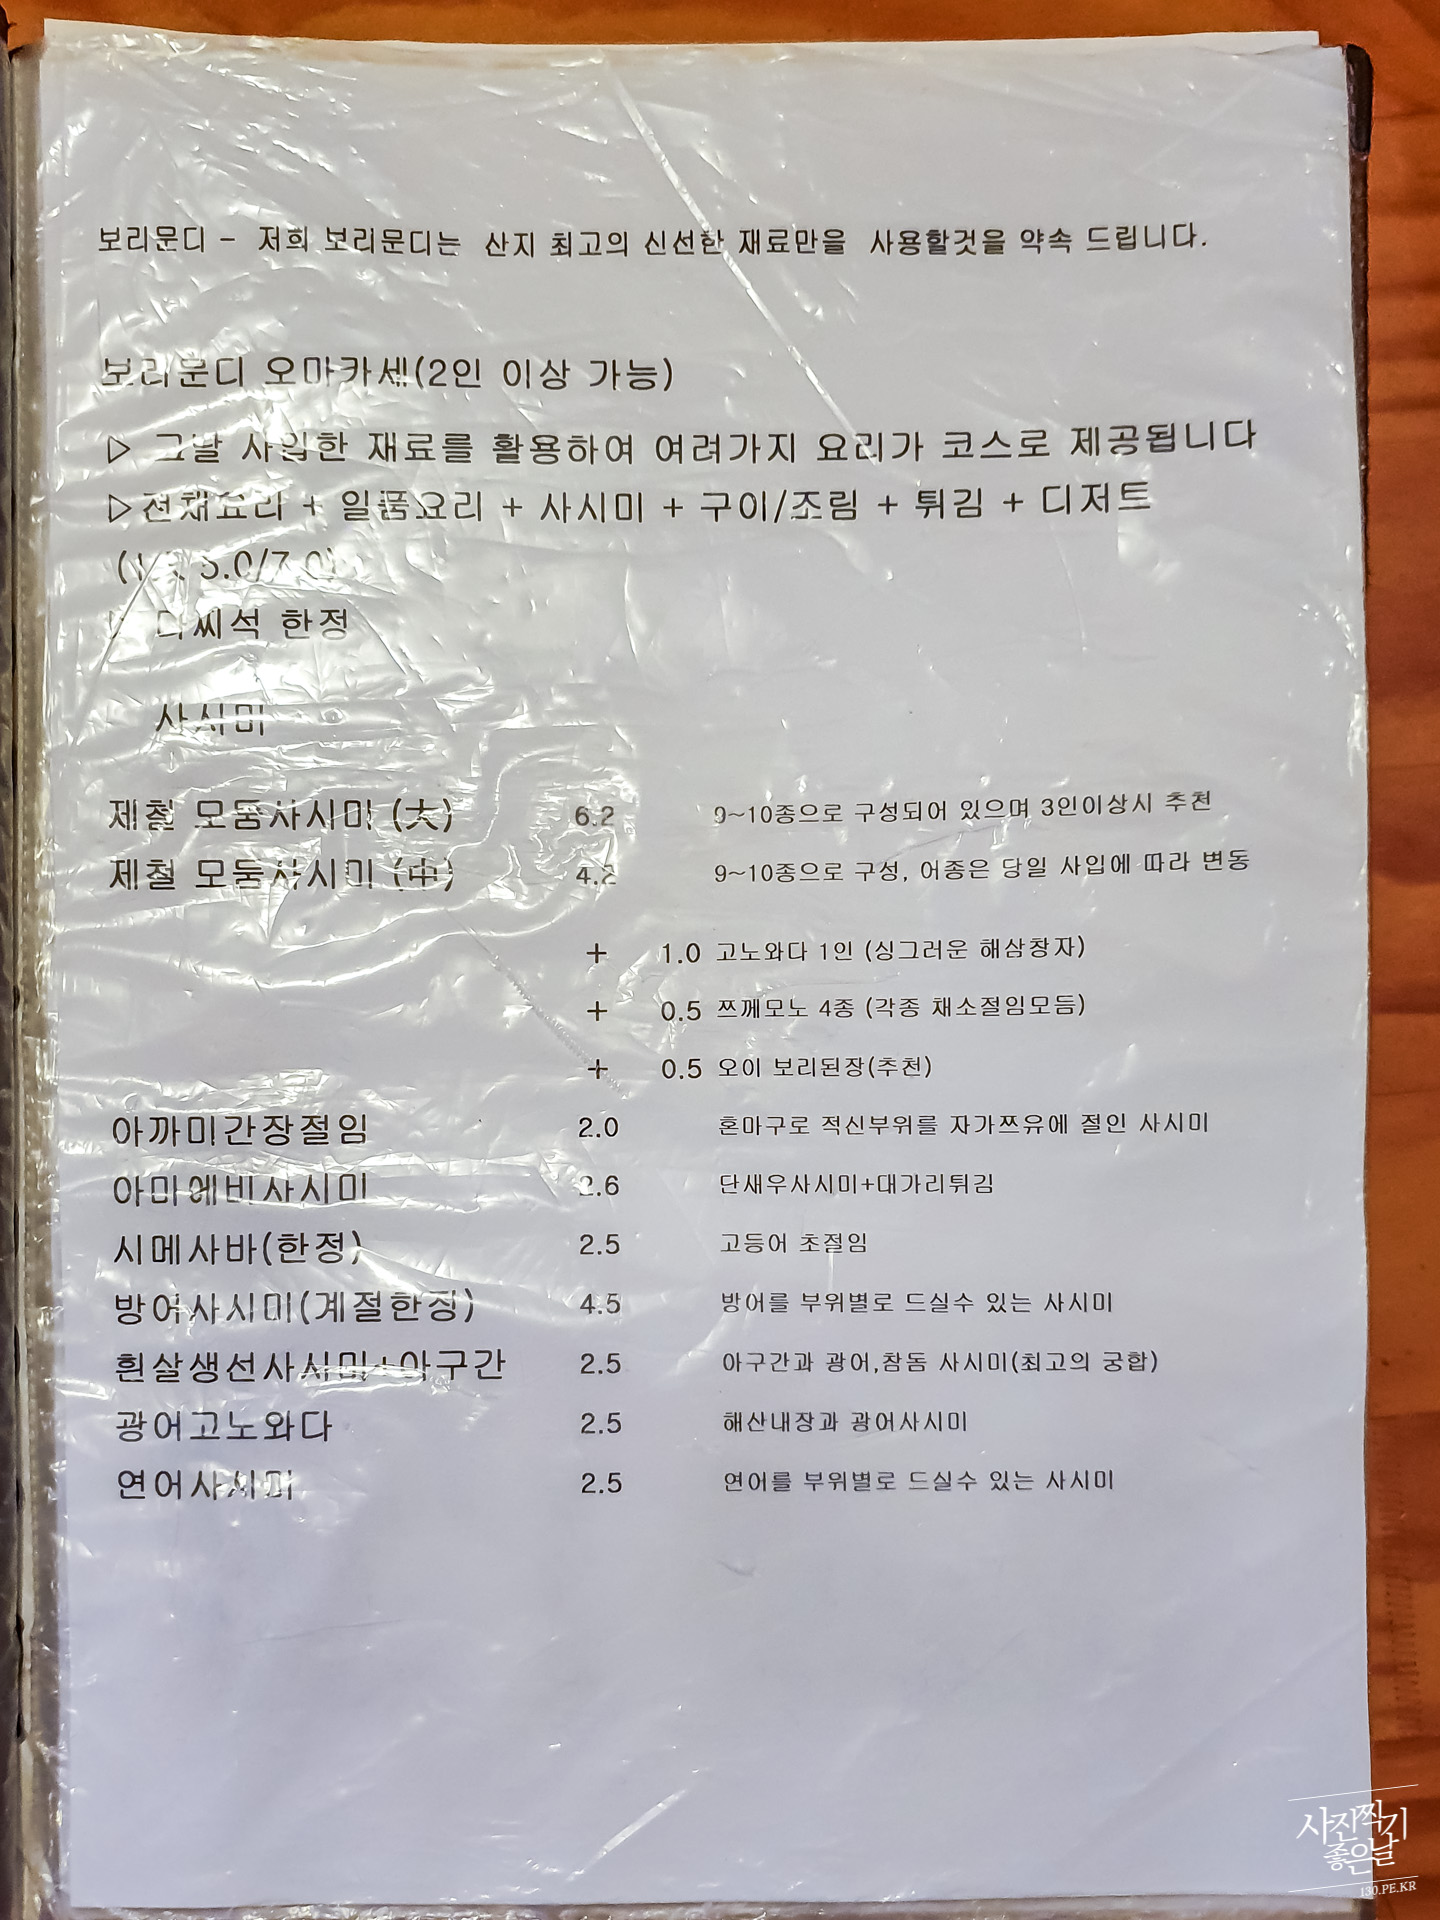 보리문디 – 저희 보리문디는 산지 최고의 신선한 재료만을 사용할것을 약속 드립니다.
보리문디 오마카세(2인 이상 가능)
▷ 그날 사입한 재료를 활용하여 여려가지 요리가 코스로 제공됩니다
▷전채요리 + 일품요리 + 사시미 + 구이/조림 + 튀김 + 디저트
5.0/7.0)
다찌석 한정
사시미
제철 모둠사시미 (大) 6.2 9~10종으로 구성되어 있으며 3인이상시 추천
제철 모둠사시미 (中) 4.2 9~10종으로 구성, 어종은 당일 사입에 따라 변동
+ 1.0 고노와다 1인 (싱그러운 해삼창자)
+ 0.5 쯔께모노 4종 (각종 채소절임모듬)
+ 0.5 오이 보리된장(추천)
아까미간장절임 2.0 혼마구로 적신부위를 자가쯔유에 절인 사시미
아마에비사시미 2.6 단새우사시미+대가리튀김
시메사바(한정) 2.5 고등어 초절임
방어사시미(계절한정) 4.5 방어를 부위별로 드실수 있는 사시미
흰살생선사시미+아구간 2.5 아구간과 광어,참돔 사시미(최고의 궁합)
광어고노와다 2.5 해산내장과 광어사시미
연어사시미 2.5 연어를 부위별로 드실수 있는 사시미
사진찍기
좋은날
130.PE.KR